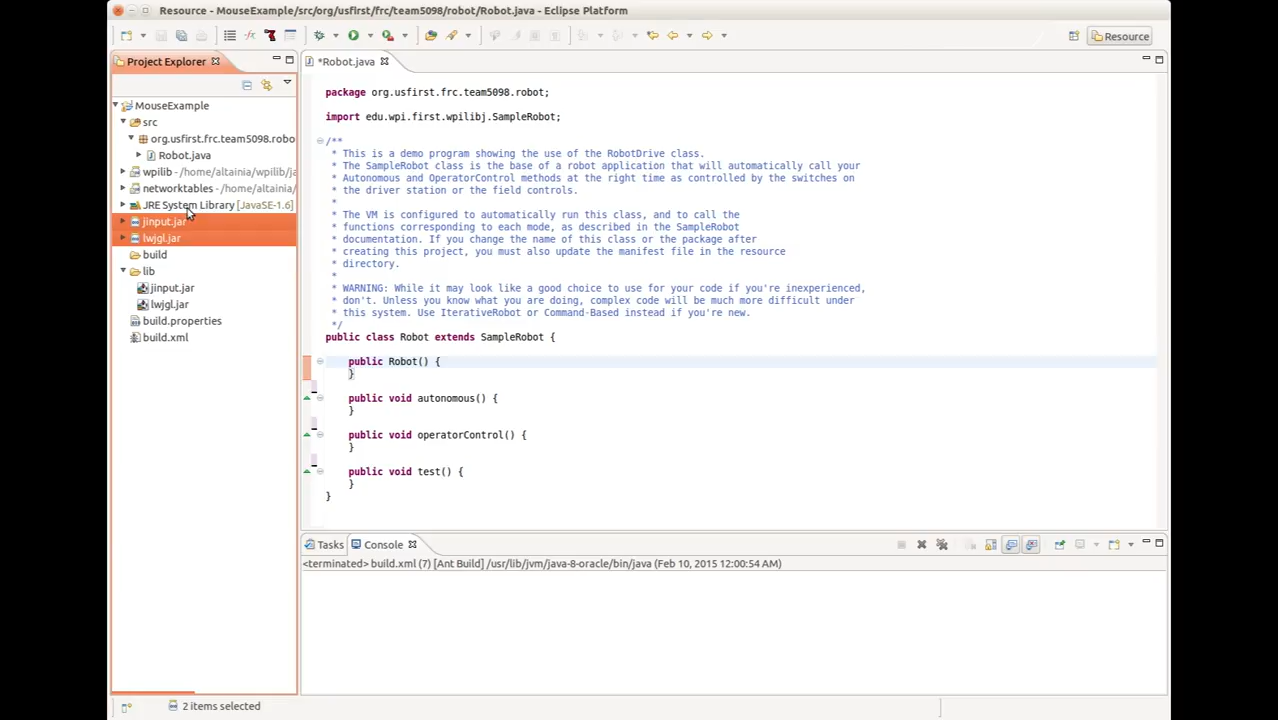 Resource - MouseExample/src/org/usfirst/frc/team5098/robot/Robot.java - Eclipse Platform
Resource
Project Explorer
MouseExample
src
org.usfirst.frc.team5098.robo
Robot.java
wpilib - /home/altainia/wpilib/ja
networktables - /home/altainia/
JRE System Library [JavaSE-1.6]
jinput.jar
lwjgl.jar
build
lib
jinput.jar
lwjgl.jar
build.properties
build.xml
*Robot.java
package org.usfirst.frc.team5098.robot;
import edu.wpi.first.wpilibj.SampleRobot;
/**
* This is a demo program showing the use of the RobotDrive class.
* The SampleRobot class is the base of a robot application that will automatically call your
* Autonomous and OperatorControl methods at the right time as controlled by the switches on
* the driver station or the field controls.
*
* The VM is configured to automatically run this class, and to call the
* functions corresponding to each mode, as described in the SampleRobot
* documentation. If you change the name of this class or the package after
* creating this project, you must also update the manifest file in the resource
* directory.
*
* WARNING: While it may look like a good choice to use for your code if you're inexperienced,
* don't. Unless you know what you are doing, complex code will be much more difficult under
* this system. Use IterativeRobot or Command-Based instead if you're new.
*/
public class Robot extends SampleRobot {
public Robot() {
}
public void autonomous() {
}
public void operatorControl() {
}
public void test() {
}
}
Tasks Console
<terminated> build.xml (7) [Ant Build] /usr/lib/jvm/java-8-oracle/bin/java (Feb 10, 2015 12:00:54 AM)
2 items selected